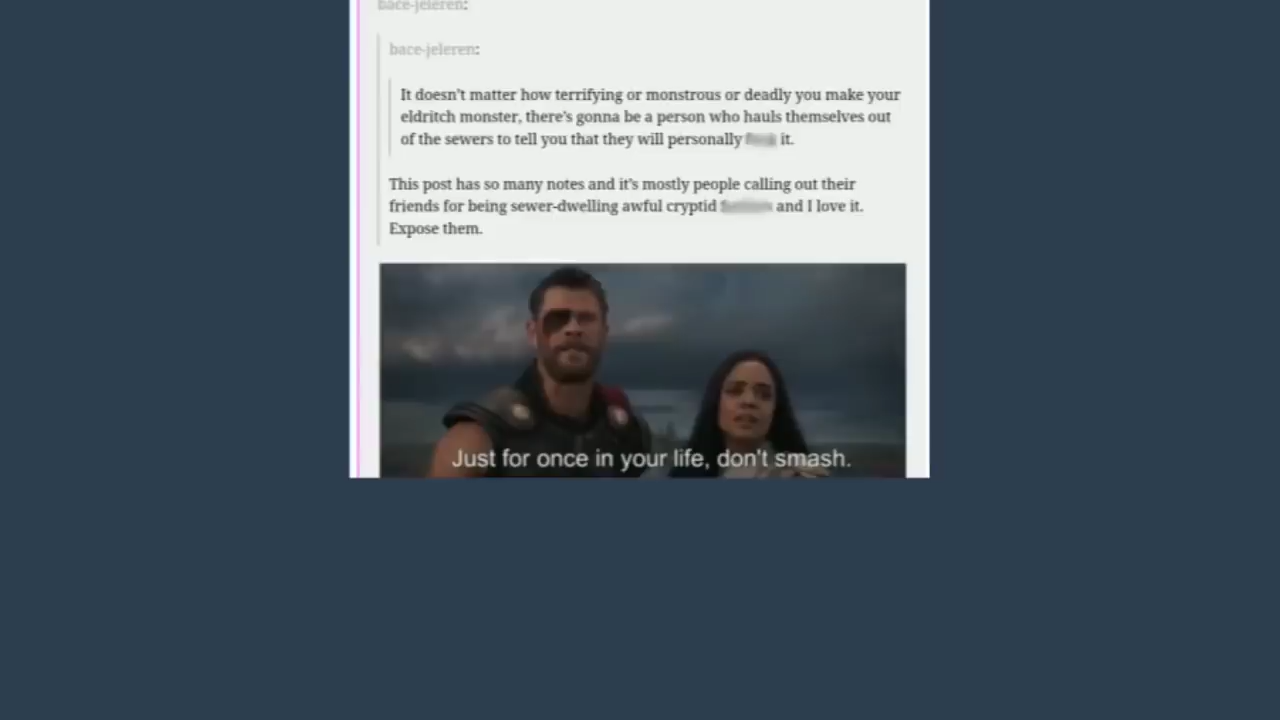 bace-jeleren:
bace-jeleren:
It doesn't matter how terrifying or monstrous or deadly you make your
eldritch monster, there's gonna be a person who hauls themselves out
of the sewers to tell you that they will personally it.
This post has so many notes and it's mostly people calling out their
friends for being sewer-dwelling awful cryptid and I love it.
Expose them.
Just for once in your life, don't smash.